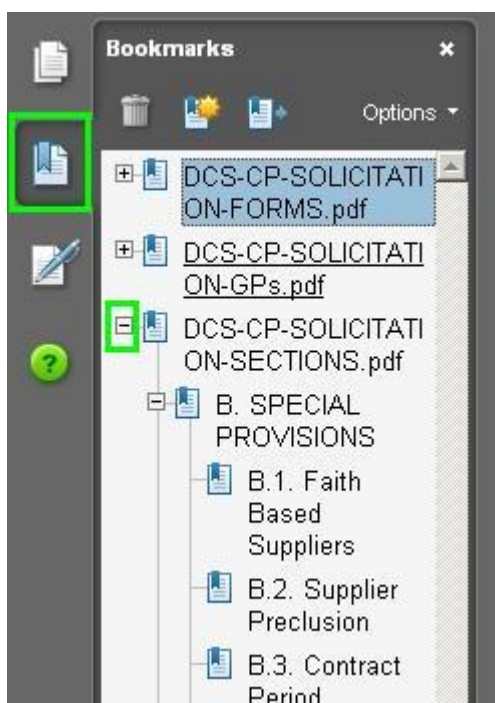 Bookmarks
Options
DCS-CP-SOLICITATI
ON-FORMS.pdf
DCS-CP-SOLICITATI
ON-GPs.pdf
DCS-CP-SOLICITATI
ON-SECTIONS.pdf
B. SPECIAL
PROVISIONS
B.1. Faith
Based
Suppliers
B.2. Supplier
Preclusion
B.3. Contract
Period